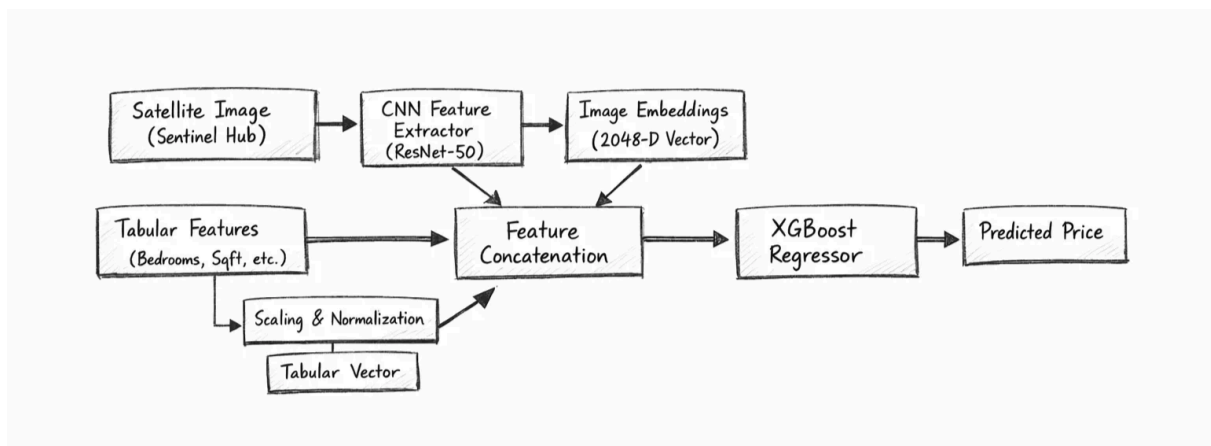 Satellite Image
(Sentinel Hub)
CNN Feature
Extractor
(ResNet-50)
Image Embeddings
(2048-D Vector)
Tabular Features
(Bedrooms, Sqft, etc.)
Feature
Concatenation
XGBoost
Regressor
Predicted Price
Scaling & Normalization
Tabular Vector